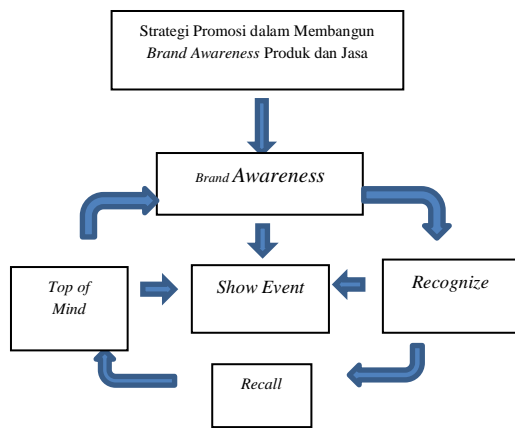 Strategi Promosi dalam Membangun
Brand Awareness Produk dan Jasa
Brand Awareness
Top of
Mind
Show Event
Recognize
Recall